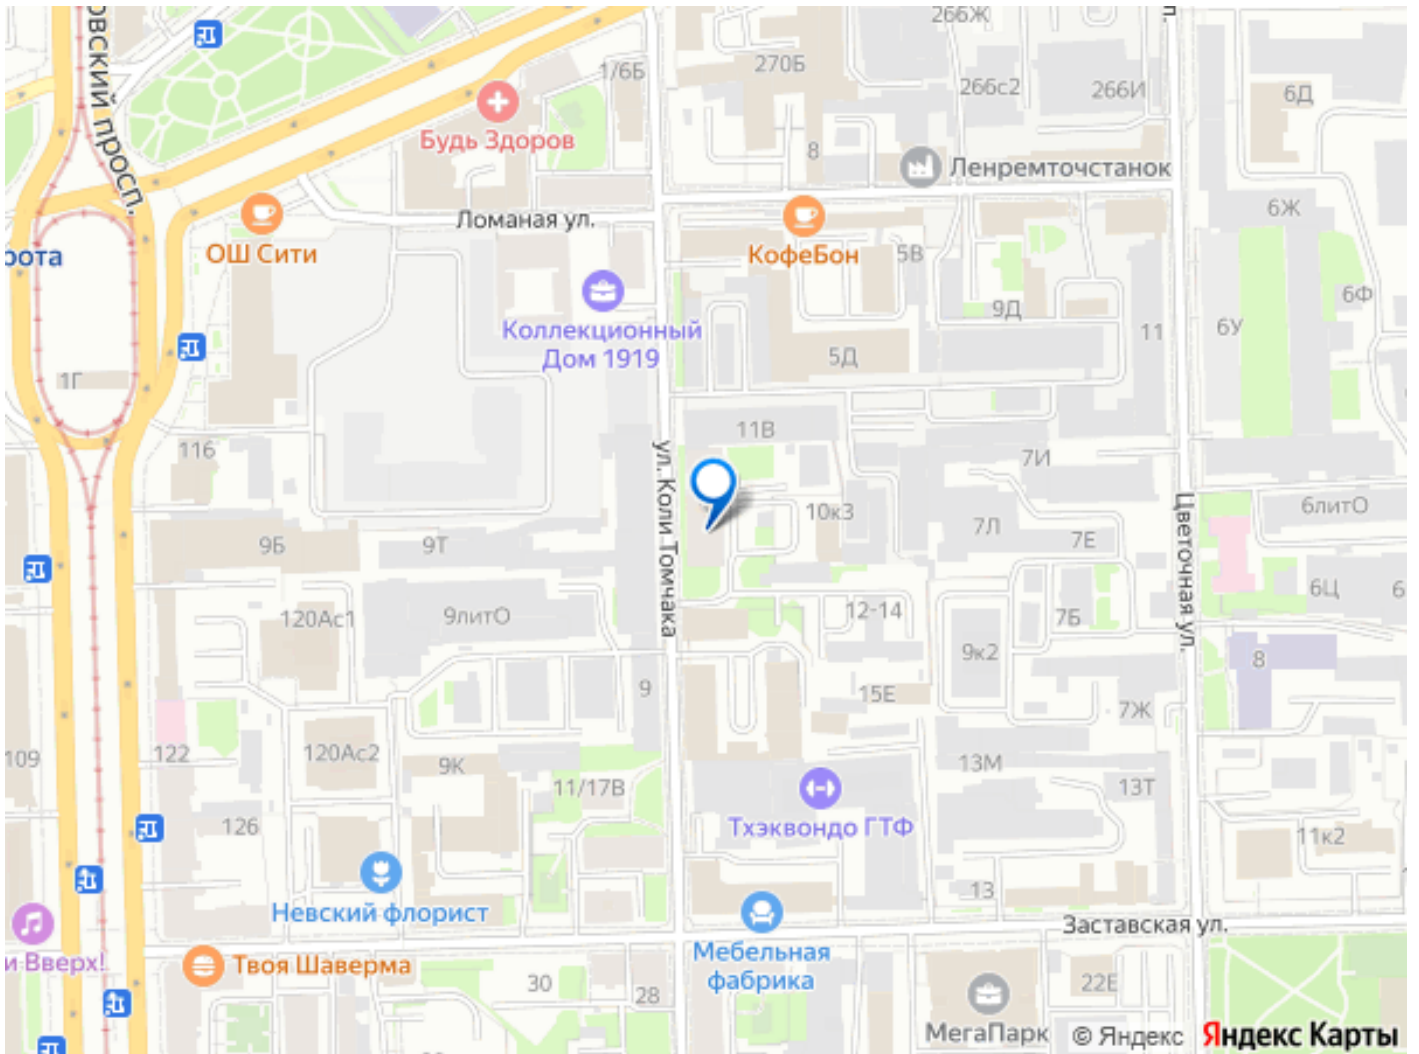 266Ж
п.
овский просп.
1/6Б
270Б
266с2
266И
6Д
Будь Здоров
8
Ленремточстанок
6Ж
Ломаная ул.
рота
ОШ Сити
КофеБон
5В
6Ф
9Д
6У
Коллекционный
Дом 1919
11
5Д
1Г
11В
116
7И
ул. Коли Томчака
Цветочная ул.
10к3
6литО
7Л
9Б
9Т
7Е
6Ц
6
120Ас1
9литО
12-14
7Б
9к2
8
9
15Е
7Ж
109
122
120Ас2
9К
13М
11/17В
13Т
126
Тхэквондо ГТФ
11к2
13
Невский флорист
Заставская ул.
и Вверх!
Твоя Шаверма
Мебельная
фабрика
30
28
22Е
МегаПарк
© Яндекс
Яндекс Карты